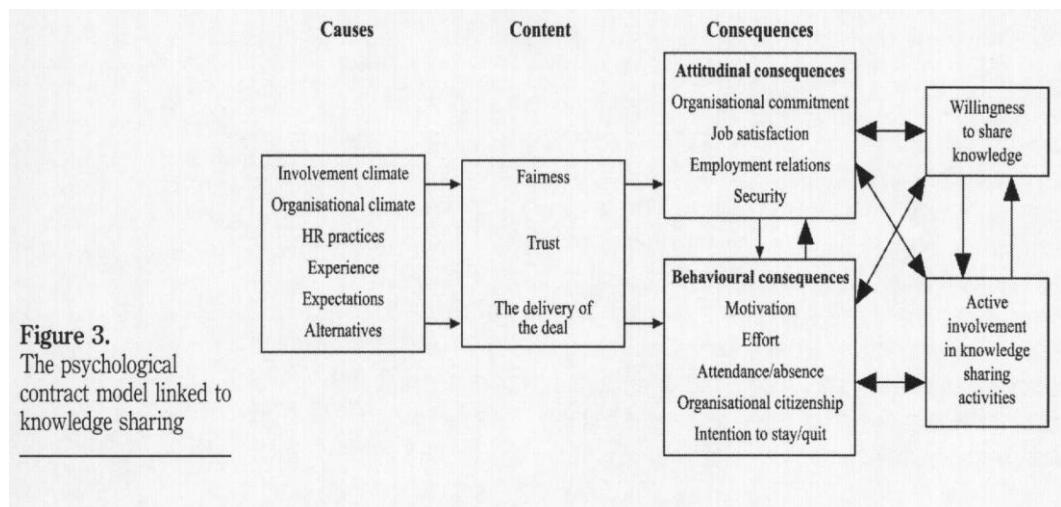 Causes
Content
Consequences
Involvement climate
Organisational climate
HR practices
Experience
Expectations
Alternatives
Fairness
Trust
The delivery of
the deal
Attitudinal consequences
Organisational commitment
Job satisfaction
Employment relations
Security
Behavioural consequences
Motivation
Effort
Attendance/absence
Organisational citizenship
Intention to stay/quit
Willingness
to share
knowledge
Active
involvement
in knowledge
sharing
activities
Figure 3.
The psychological
contract model linked to
knowledge sharing